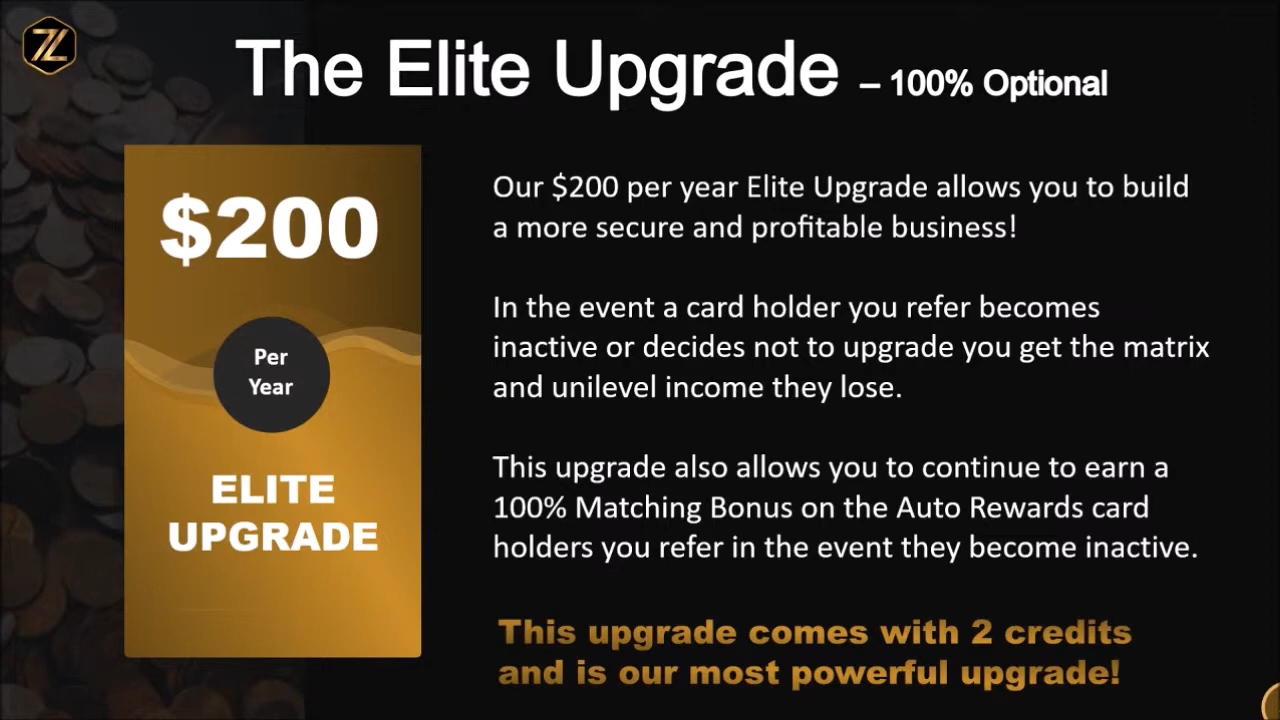 The Elite Upgrade – 100% Optional
$200
Per
Year
ELITE
UPGRADE
Our $200 per year Elite Upgrade allows you to build
a more secure and profitable business!
In the event a card holder you refer becomes
inactive or decides not to upgrade you get the matrix
and unilevel income they lose.
This upgrade also allows you to continue to earn a
100% Matching Bonus on the Auto Rewards card
holders you refer in the event they become inactive.
This upgrade comes with 2 credits
and is our most powerful upgrade!